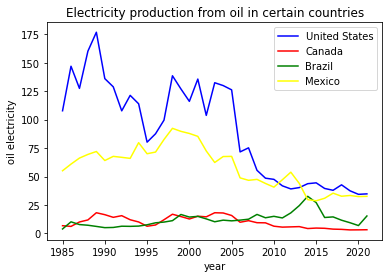 Electricity production from oil in certain countries
United States
Canada
Brazil
Mexico
oil electricity
175
150
125
100
75
50
25
0
1985
1990
1995
2000
2005
2010
2015
2020
year